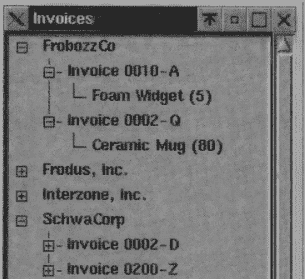 Invoices
FrobozzCo
Invoice 0010-A
Foam Widget (5)
Invoice 0002-Q
Ceramic Mug (80)
Frodus, Inc.
Interzone, Inc.
SchwaCorp
Invoice 0002-D
Invoice 0200-Z